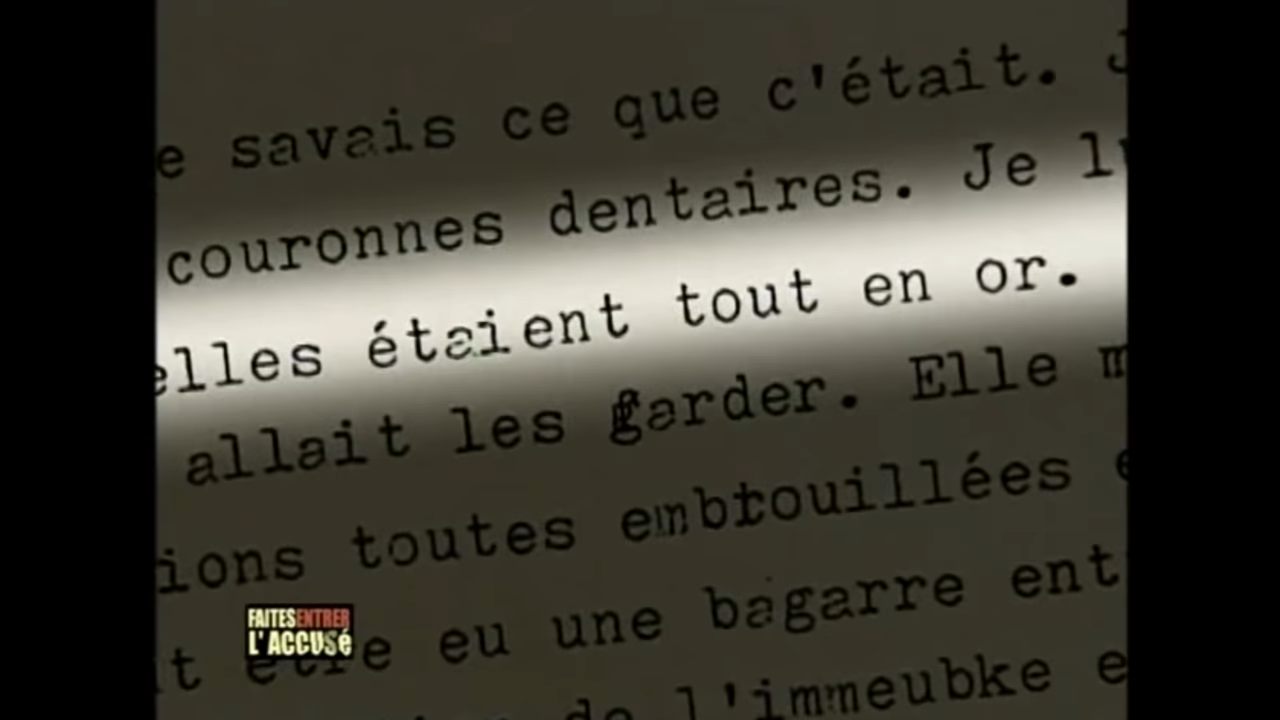 e savais ce que c'était. J
couronnes dentaires. Je l
elles étaient tout en or.
allait les garder. Elle m
ions toutes embrouillées e
t être eu une bagarre ent
de l'immeubke e
FAITES ENTRER
L'ACCUSé